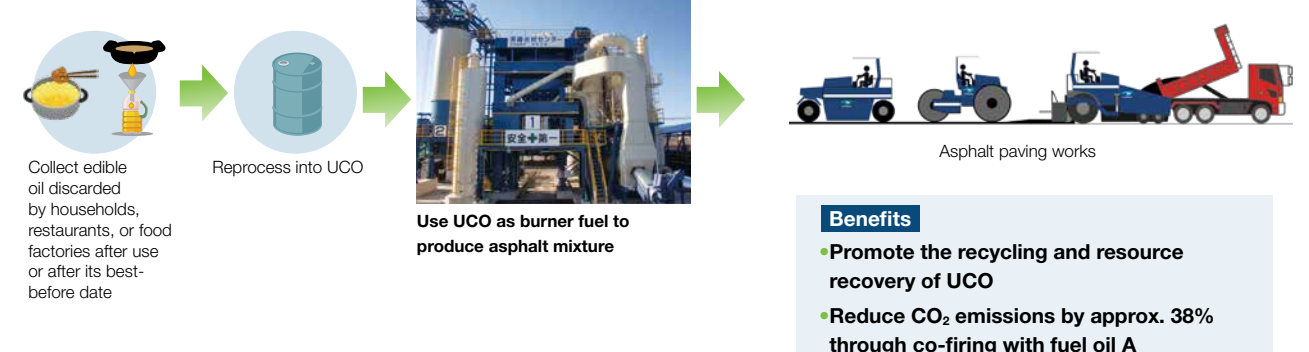 Collect edible
oil discarded
by households,
restaurants, or food
factories after use
or after its best-
before date
Reprocess into UCO
2
1
安全✚第一
Use UCO as burner fuel to
produce asphalt mixture
Asphalt paving works
Benefits
•Promote the recycling and resource
recovery of UCO
•Reduce CO₂ emissions by approx. 38%
through co-firing with fuel oil A